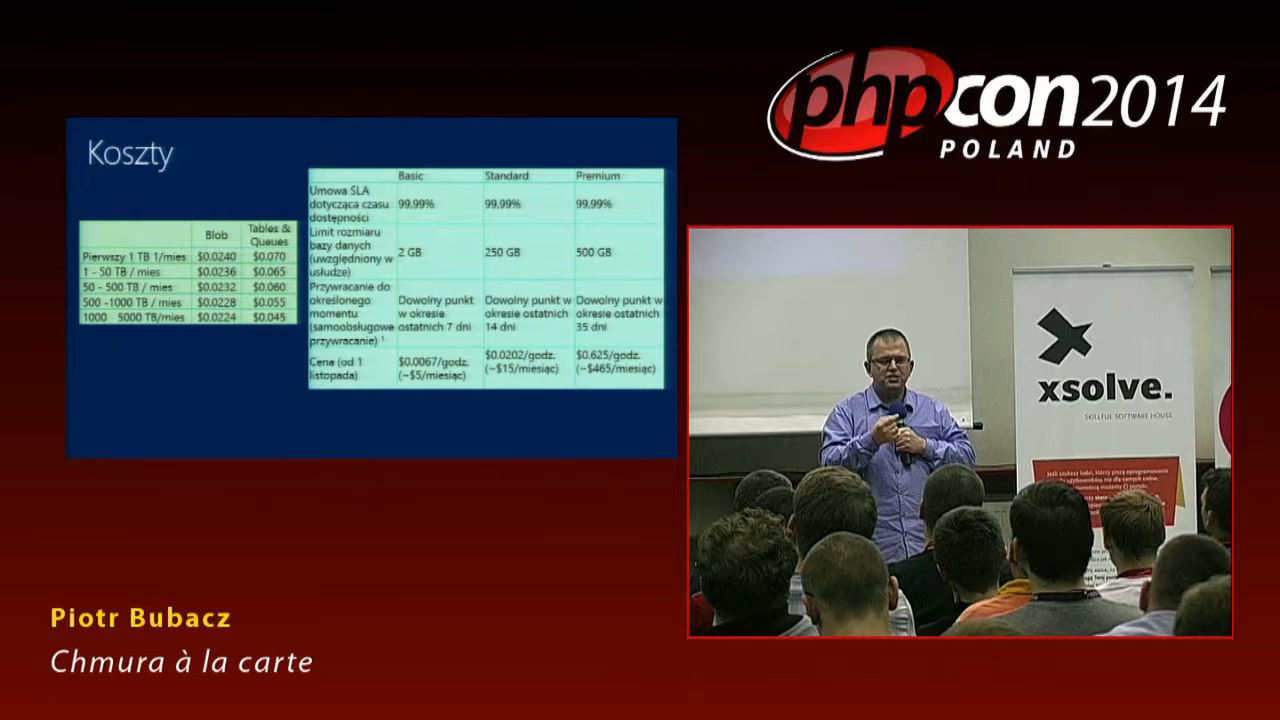 phpcon2014
POLAND
Koszty
Blob Tables & Queues
Pierwszy 1 TB 1/mies $0.0240 $0.070
1 - 50 TB / mies $0.0236 $0.065
50 - 500 TB / mies $0.0232 $0.060
500 -1000 TB / mies $0.0228 $0.055
1000 5000 TB/mies $0.0224 $0.045
Basic Standard Premium
Umowa SLA dotycząca czasu dostępności 99,99% 99,99% 99,99%
Limit rozmiaru bazy danych (uwzględniony w usłudze) 2 GB 250 GB 500 GB
Przywracanie do określonego momentu (samoobsługowe przywracanie) ¹ Dowolny punkt w okresie ostatnich 7 dni Dowolny punkt w okresie ostatnich 14 dni Dowolny punkt w okresie ostatnich 35 dni
Cena (od 1 listopada) $0.0067/godz. (~$5/miesiąc) $0.0202/godz. (~$15/miesiąc) $0.625/godz. (~$465/miesiąc)
xsolve.
SKILLFUL SOFTWARE HOUSE
Jeśli szukasz ludzi, którzy piszą oprogramowanie
Piotr Bubacz
Chmura à la carte